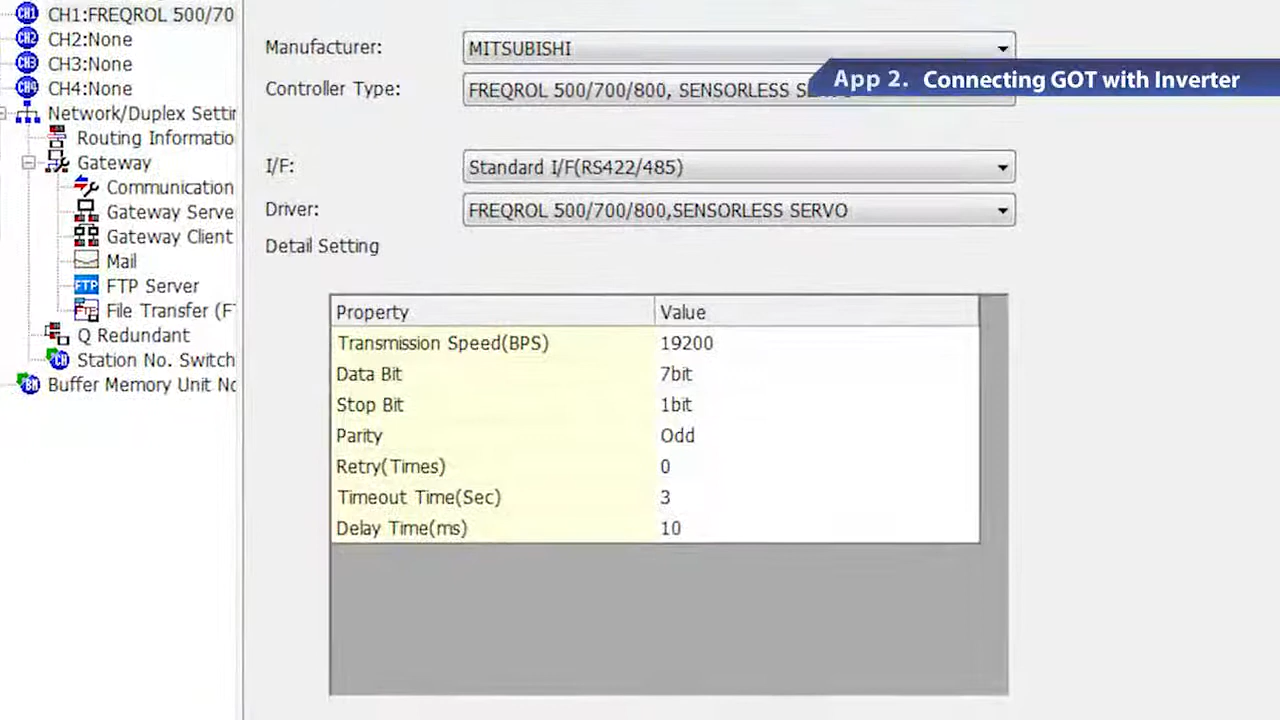 CH1:FREQROL 500/70
CH2:None
CH3:None
CH4:None
Network/Duplex Setti
Routing Informatio
Gateway
Communication
Gateway Serve
Gateway Client
Mail
FTP Server
File Transfer (F
Q Redundant
Station No. Switch
Buffer Memory Unit No
Manufacturer: MITSUBISHI
App 2. Connecting GOT with Inverter
Controller Type: FREQROL 500/700/800, SENSORLESS S
I/F: Standard I/F(RS422/485)
Driver: FREQROL 500/700/800,SENSORLESS SERVO
Detail Setting
Property Value
Transmission Speed(BPS) 19200
Data Bit 7bit
Stop Bit 1bit
Parity Odd
Retry(Times) 0
Timeout Time(Sec) 3
Delay Time(ms) 10